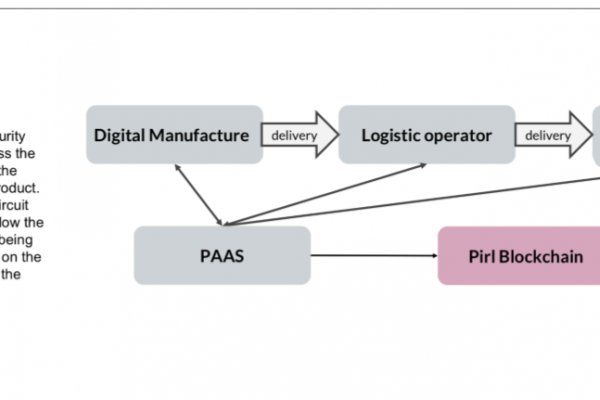 urity
ss the
the
roduct.
ircuit
low the
being
on the
the
Digital Manufacture
delivery
Logistic operator
delivery
PAAS
Pirl Blockchain